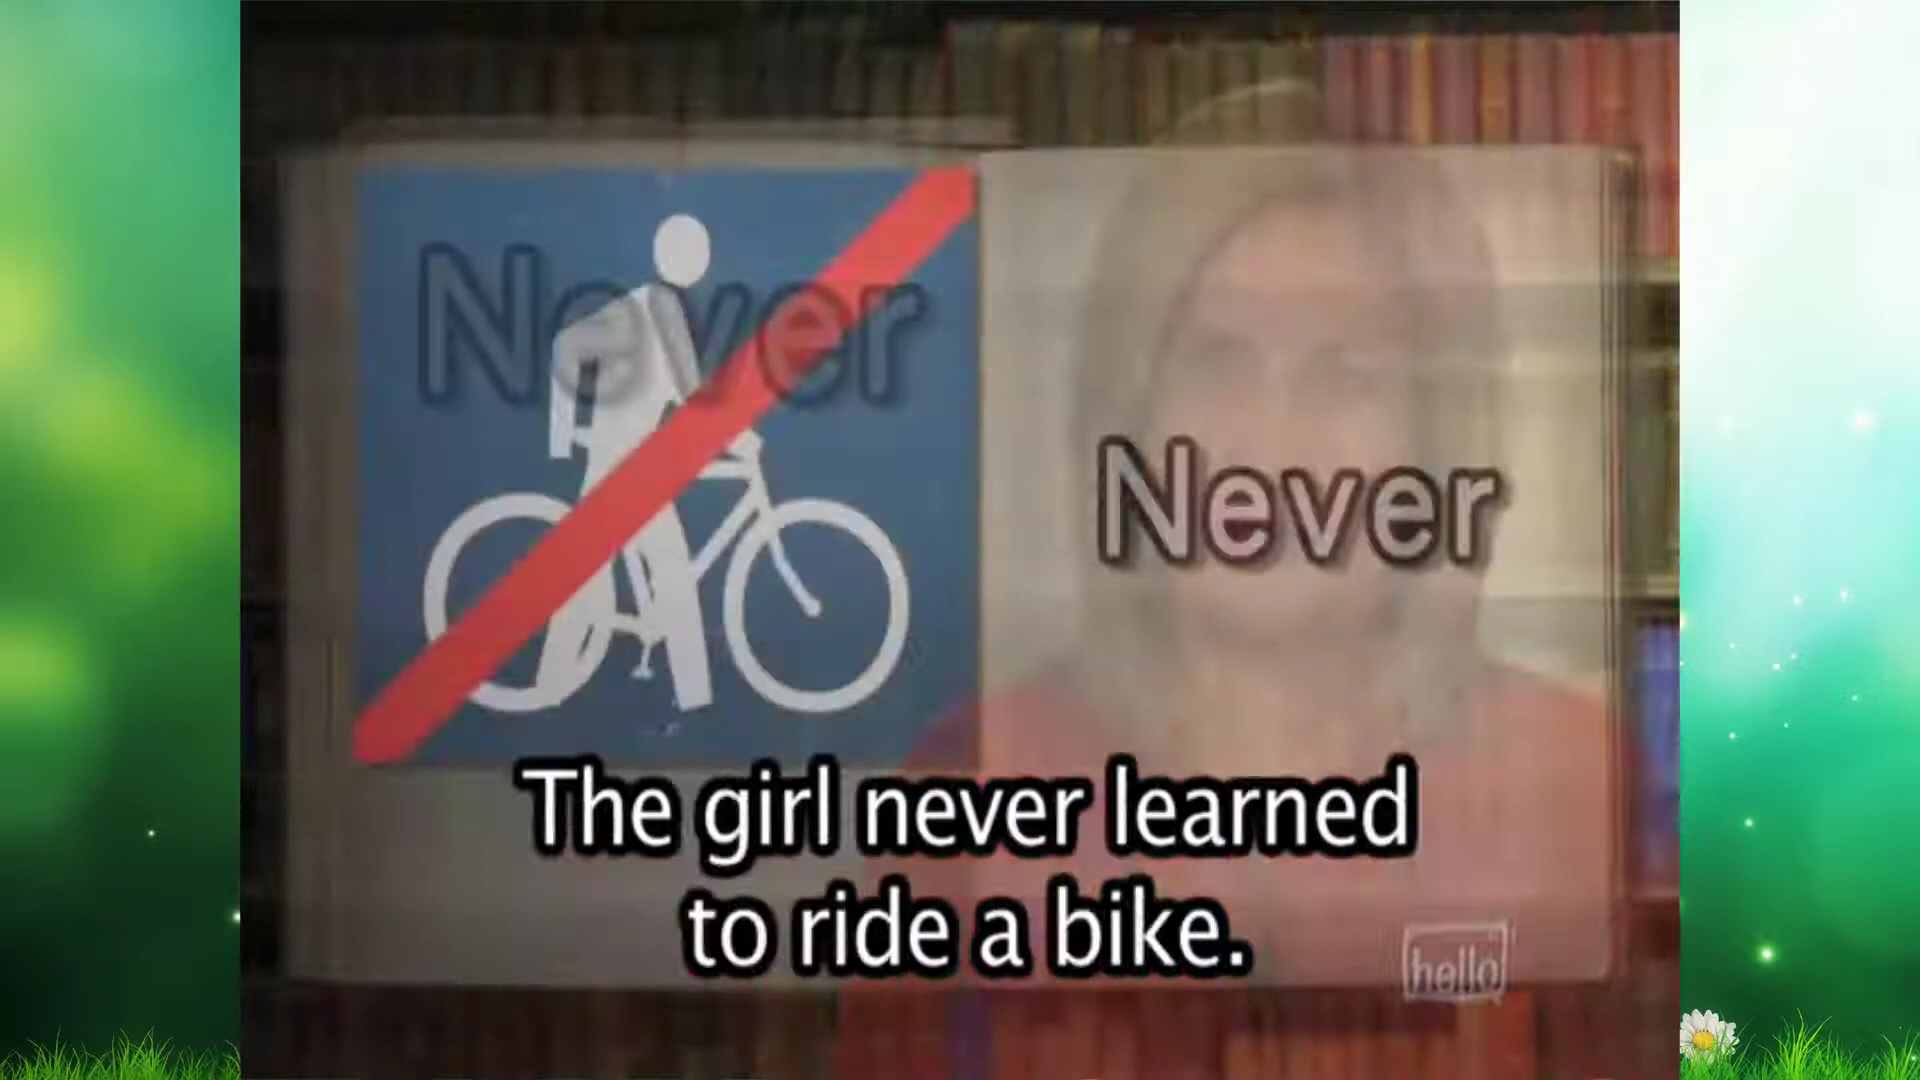 Never
Never
The girl never learned
to ride a bike.
hello